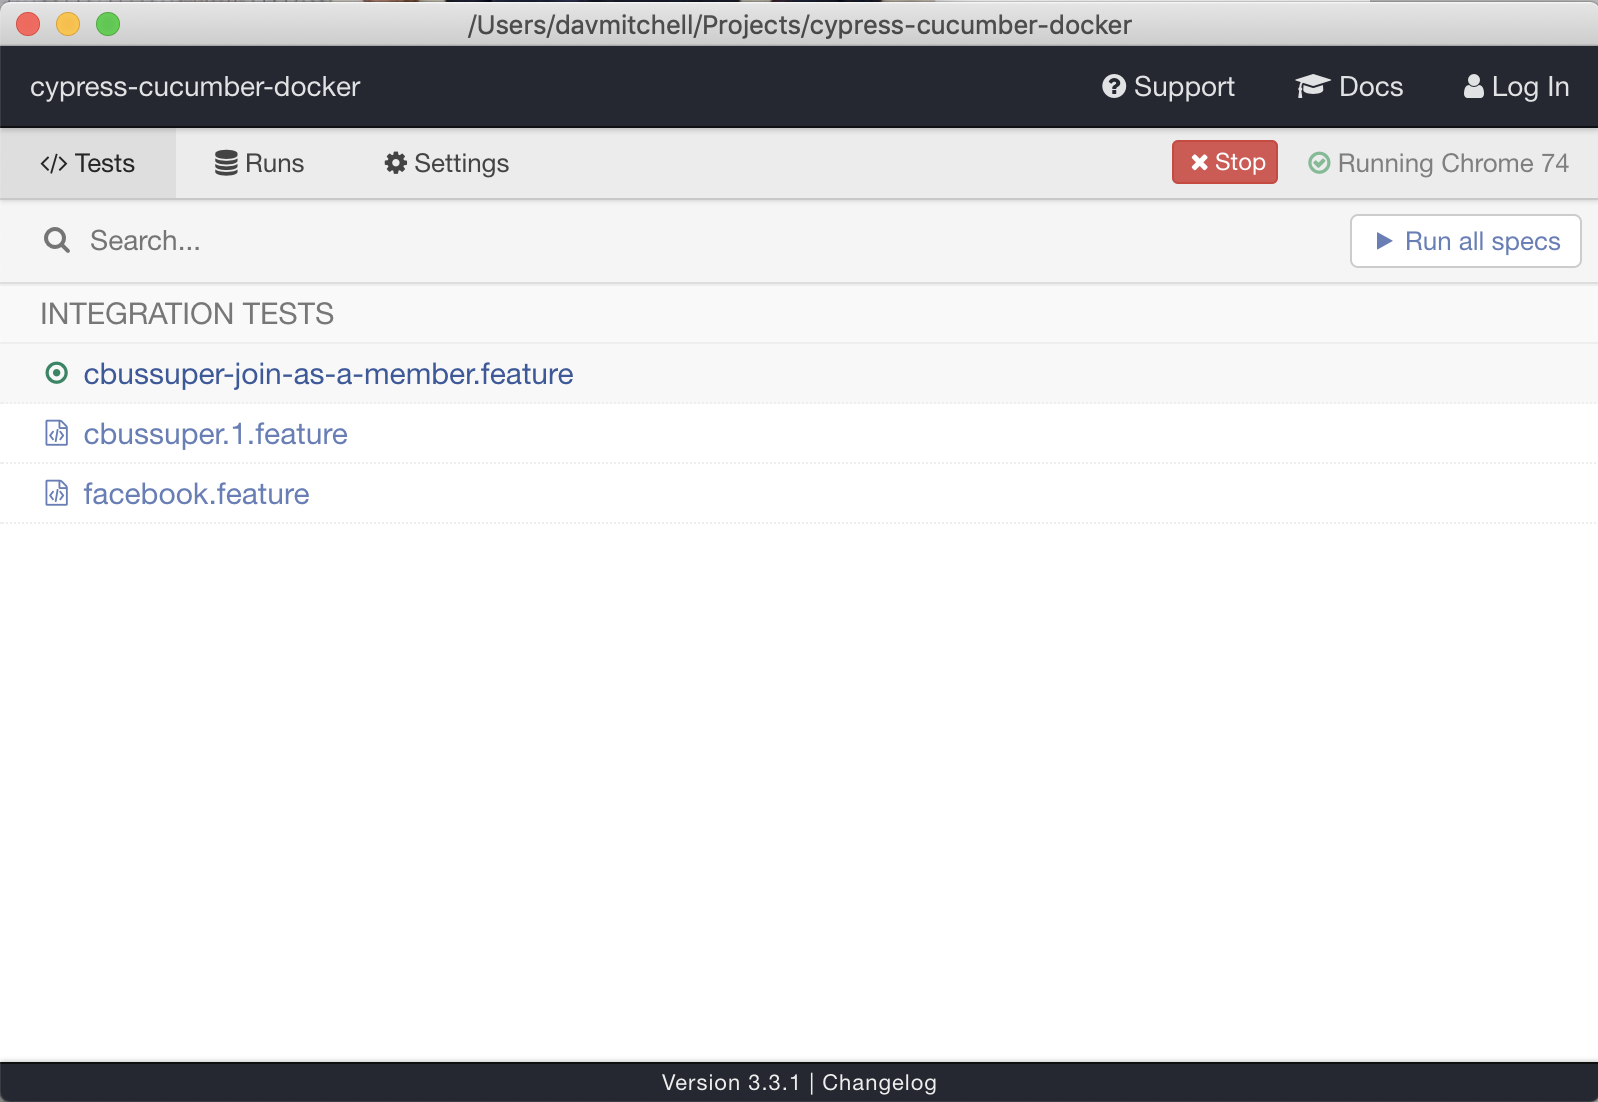 /Users/davmitchell/Projects/cypress-cucumber-docker
cypress-cucumber-docker Support Docs Log In
</> Tests Runs Settings Stop Running Chrome 74
Search... Run all specs
INTEGRATION TESTS
cbussuper-join-as-a-member.feature
cbussuper.1.feature
facebook.feature
Version 3.3.1 | Changelog